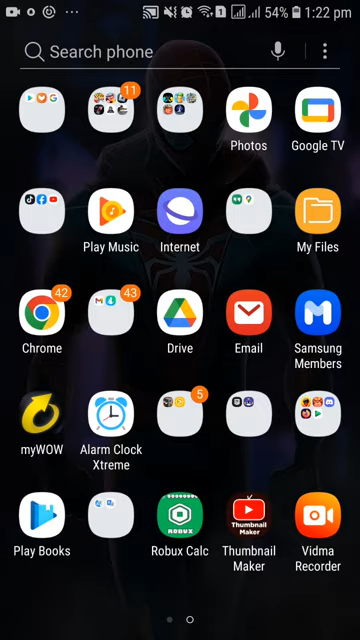 1 54% 1:22 pm
Search phone
11
Photos
Google TV
Play Music
Internet
My Files
42
43
Chrome
Drive
Email
Samsung
Members
5
myWOW
Alarm Clock
Xtreme
ROBUX
Thumbnail
Maker
Play Books
Robux Calc
Thumbnail
Maker
Vidma
Recorder